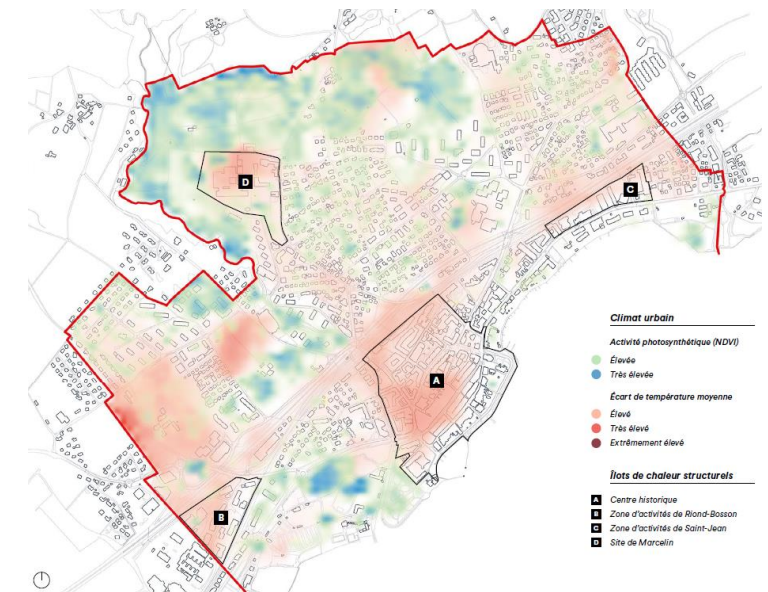 D
C
A
B
Climat urbain
Activité photosynthétique (NDVI)
Élevée
Très élevée
Écart de température moyenne
Élevé
Très élevé
Extrêmement élevé
Îlots de chaleur structurels
A Centre historique
B Zone d'activités de Riond-Bosson
C Zone d'activités de Saint-Jean
D Site de Marcelin